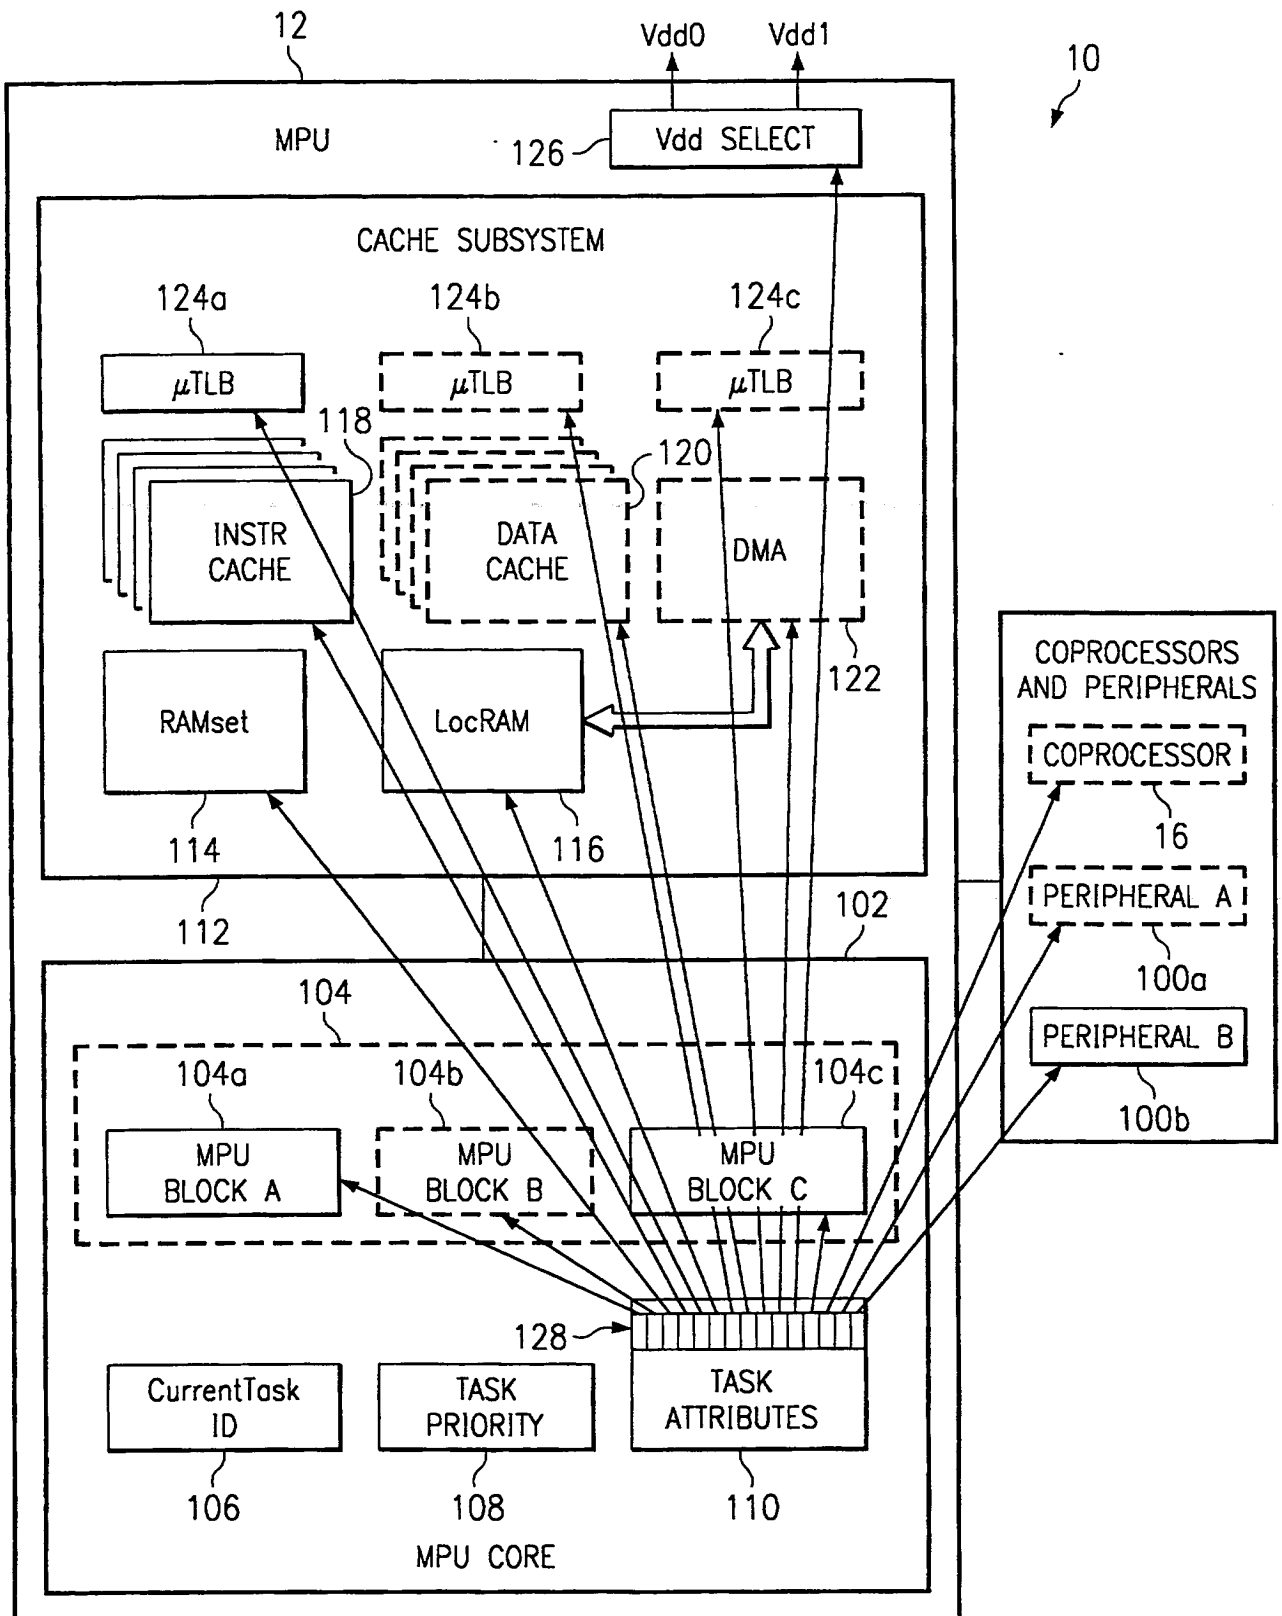 12
Vdd0
Vdd1
10
MPU
126
Vdd SELECT
CACHE SUBSYSTEM
124a
124b
124c
μTLB
μTLB
μTLB
118
120
INSTR
CACHE
DATA
CACHE
DMA
122
RAMset
LocRAM
114
116
112
COPROCESSORS
AND PERIPHERALS
COPROCESSOR
16
PERIPHERAL A
100a
PERIPHERAL B
100b
102
104
104a
104b
104c
MPU
BLOCK A
MPU
BLOCK B
MPU
BLOCK C
128
CurrentTask
ID
TASK
PRIORITY
TASK
ATTRIBUTES
106
108
110
MPU CORE